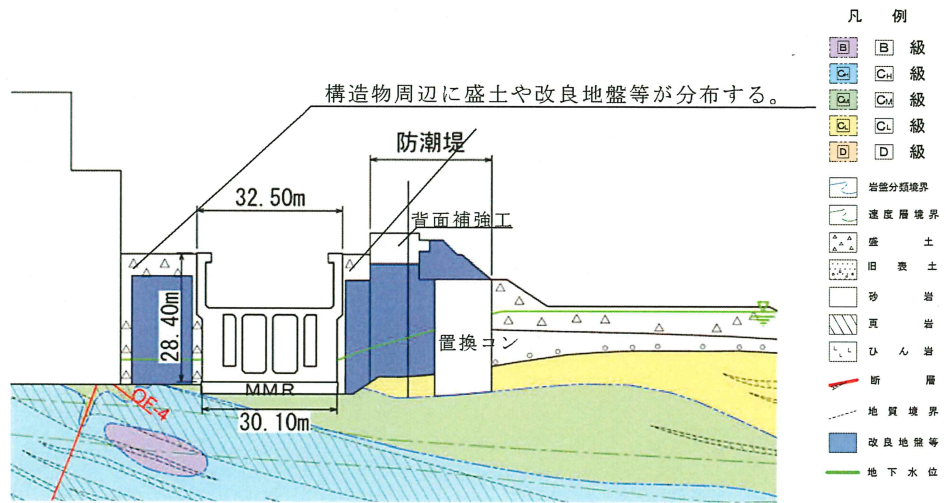 構造物周辺に盛土や改良地盤等が分布する。
防潮堤
32.50m
背面補強工
28.40m
置換コン
MMR
OF-4
30.10m
凡 例
B B 級
CH CH 級
CM CM 級
CL CL 級
D D 級
岩盤分類境界
速度層境界
盛 土
旧 表 土
砂 岩
頁 岩
ひん 岩
断 層
地質境界
改良地盤等
地下水位